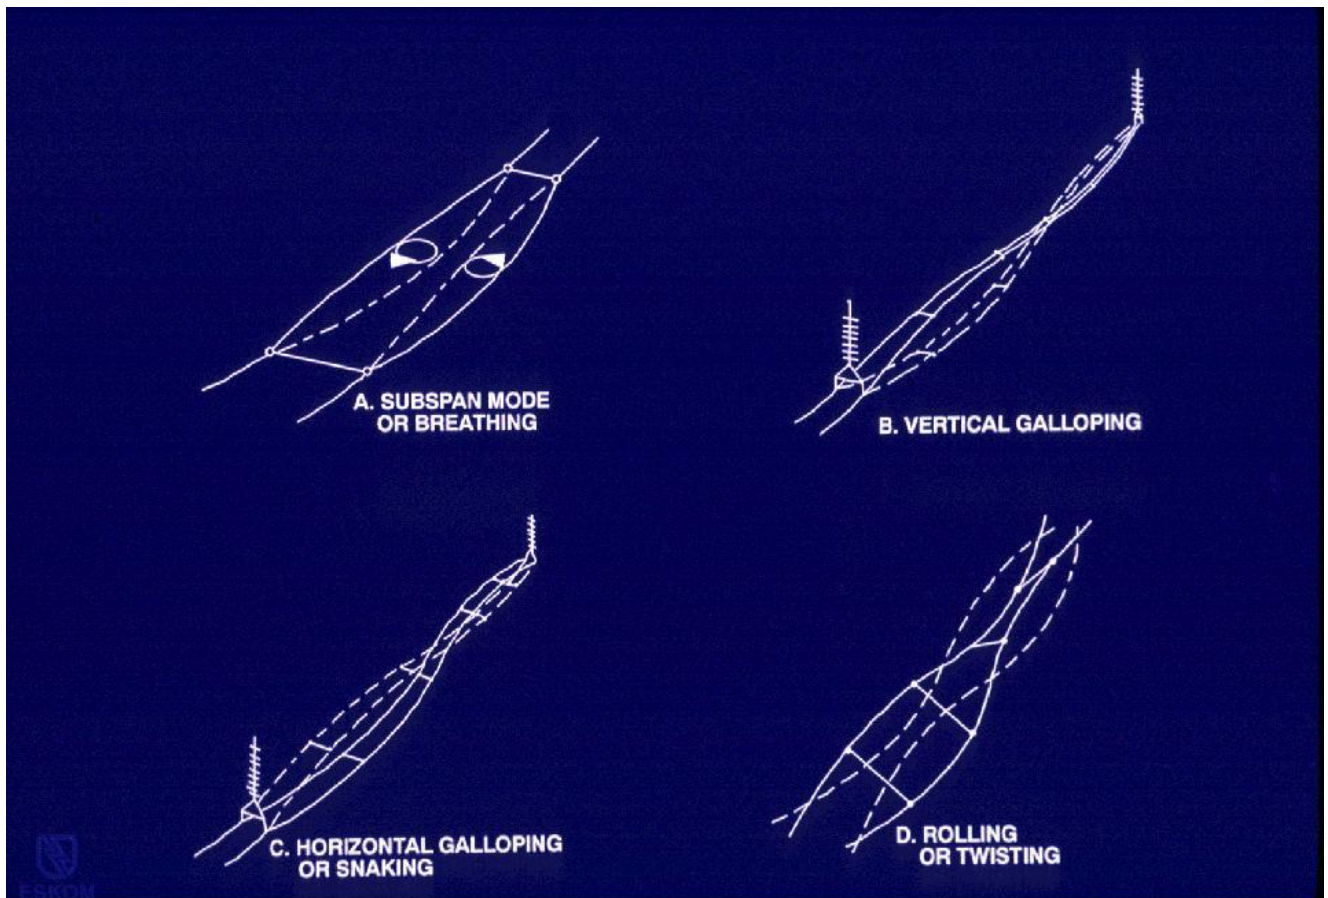 A. SUBSPAN MODE
OR BREATHING
B. VERTICAL GALLOPING
C. HORIZONTAL GALLOPING
OR SNAKING
D. ROLLING
OR TWISTING
ESKOM